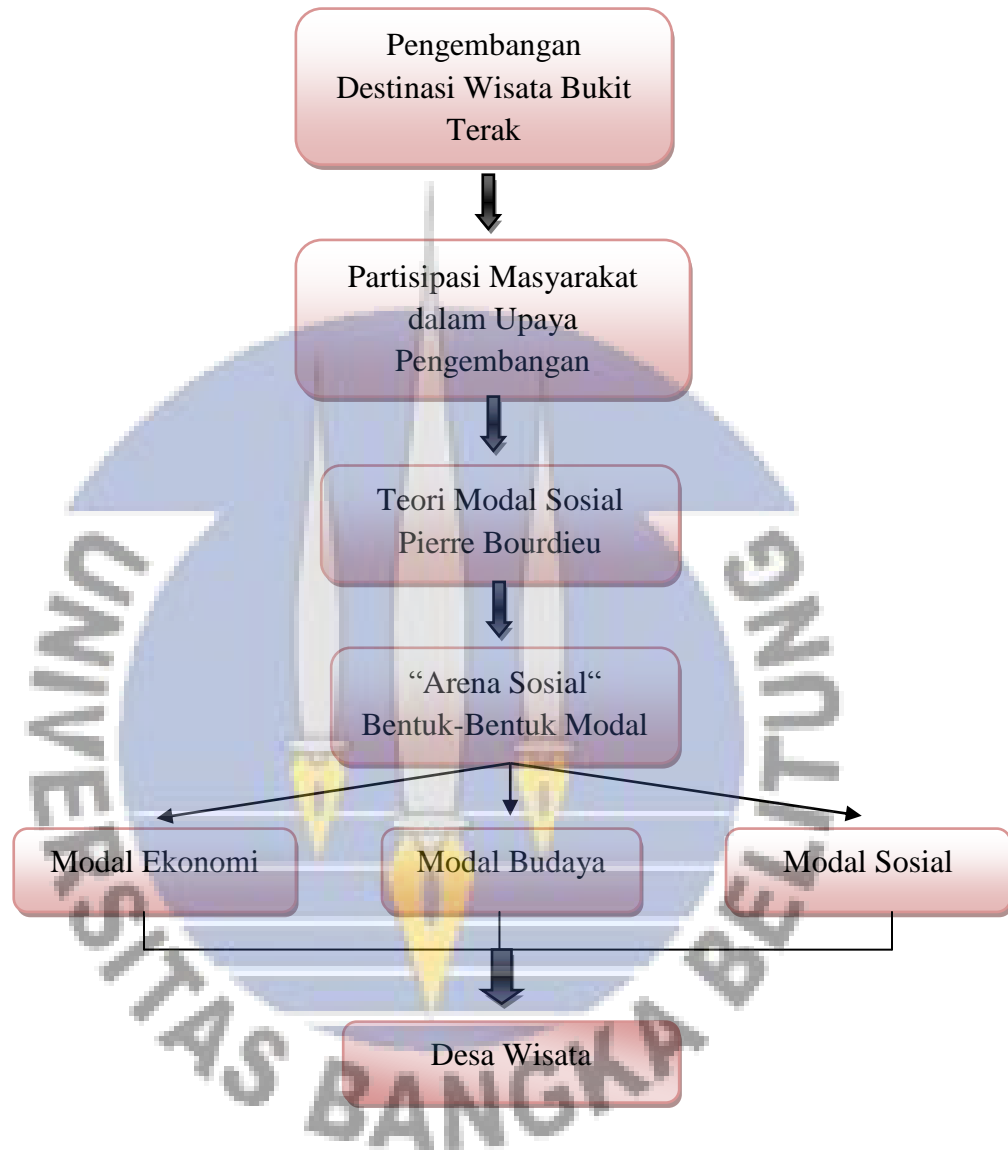 Pengembangan
Destinasi Wisata Bukit
Terak
Partisipasi Masyarakat
dalam Upaya
Pengembangan
Teori Modal Sosial
Pierre Bourdieu
“Arena Sosial“
Bentuk-Bentuk Modal
Modal Ekonomi
Modal Budaya
Modal Sosial
Desa Wisata
UNIVERSITAS BANGKA BELITUNG